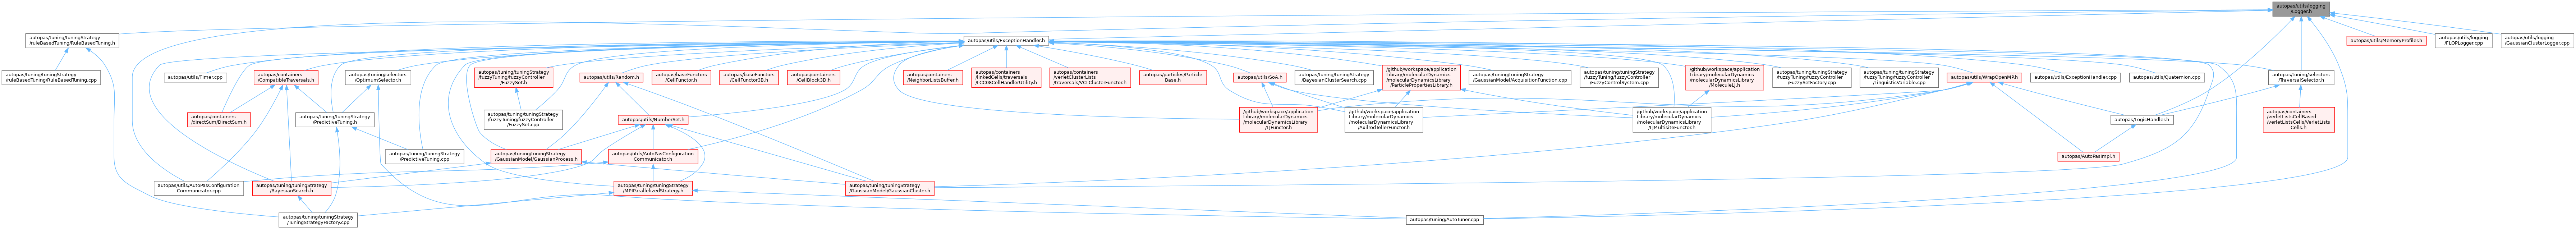 autopas/utils/logging
/Logger.h
autopas/tuning/tuningStrategy
/ruleBasedTuning/RuleBasedTuning.h
autopas/utils/ExceptionHandler.h
autopas/utils/MemoryProfiler.h
autopas/utils/logging
/FLOPLogger.cpp
autopas/utils/logging
/GaussianClusterLogger.cpp
autopas/tuning/tuningStrategy
/ruleBasedTuning/RuleBasedTuning.cpp
autopas/utils/Timer.cpp
autopas/containers
/CompatibleTraversals.h
autopas/tuning/selectors
/OptimumSelector.h
autopas/tuning/tuningStrategy
/fuzzyTuning/fuzzyController
/FuzzySet.h
autopas/utils/Random.h
autopas/baseFunctors
/CellFunctor.h
autopas/baseFunctors
/CellFunctor3B.h
autopas/containers
/CellBlock3D.h
autopas/containers
/NeighborListsBuffer.h
autopas/containers
/linkedCells/traversals
/LCC08CellHandlerUtility.h
autopas/containers
/verletClusterLists
/traversals/VCLClusterFunctor.h
autopas/particles/Particle
Base.h
autopas/utils/SoA.h
autopas/tuning/tuningStrategy
/BayesianClusterSearch.cpp
/github/workspace/application
Library/molecularDynamics
/molecularDynamicsLibrary
/ParticlePropertiesLibrary.h
autopas/tuning/tuningStrategy
/GaussianModel/AcquisitionFunction.cpp
autopas/tuning/tuningStrategy
/fuzzyTuning/fuzzyController
/FuzzyControlSystem.cpp
/github/workspace/application
Library/molecularDynamics
/molecularDynamicsLibrary
/MoleculeLJ.h
autopas/tuning/tuningStrategy
/fuzzyTuning/fuzzyController
/FuzzySetFactory.cpp
autopas/tuning/tuningStrategy
/fuzzyTuning/fuzzyController
/LinguisticVariable.cpp
autopas/utils/WrapOpenMP.h
autopas/utils/ExceptionHandler.cpp
autopas/utils/Quaternion.cpp
autopas/tuning/selectors
/TraversalSelector.h
autopas/containers
/directSum/DirectSum.h
autopas/tuning/tuningStrategy
/PredictiveTuning.h
autopas/tuning/tuningStrategy
/fuzzyTuning/fuzzyController
/FuzzySet.cpp
autopas/utils/NumberSet.h
/github/workspace/application
Library/molecularDynamics
/molecularDynamicsLibrary
/LJFunctor.h
/github/workspace/application
Library/molecularDynamics
/molecularDynamicsLibrary
/AxilrodTellerFunctor.h
/github/workspace/application
Library/molecularDynamics
/molecularDynamicsLibrary
/LJMultisiteFunctor.h
autopas/LogicHandler.h
autopas/containers
/verletListsCellBased
/verletListsCells/VerletLists
Cells.h
autopas/tuning/tuningStrategy
/PredictiveTuning.cpp
autopas/tuning/tuningStrategy
/GaussianModel/GaussianProcess.h
autopas/utils/AutoPasConfiguration
Communicator.h
autopas/AutoPasImpl.h
autopas/utils/AutoPasConfiguration
Communicator.cpp
autopas/tuning/tuningStrategy
/BayesianSearch.h
autopas/tuning/tuningStrategy
/MPIParallelizedStrategy.h
autopas/tuning/tuningStrategy
/GaussianModel/GaussianCluster.h
autopas/tuning/tuningStrategy
/TuningStrategyFactory.cpp
autopas/tuning/AutoTuner.cpp